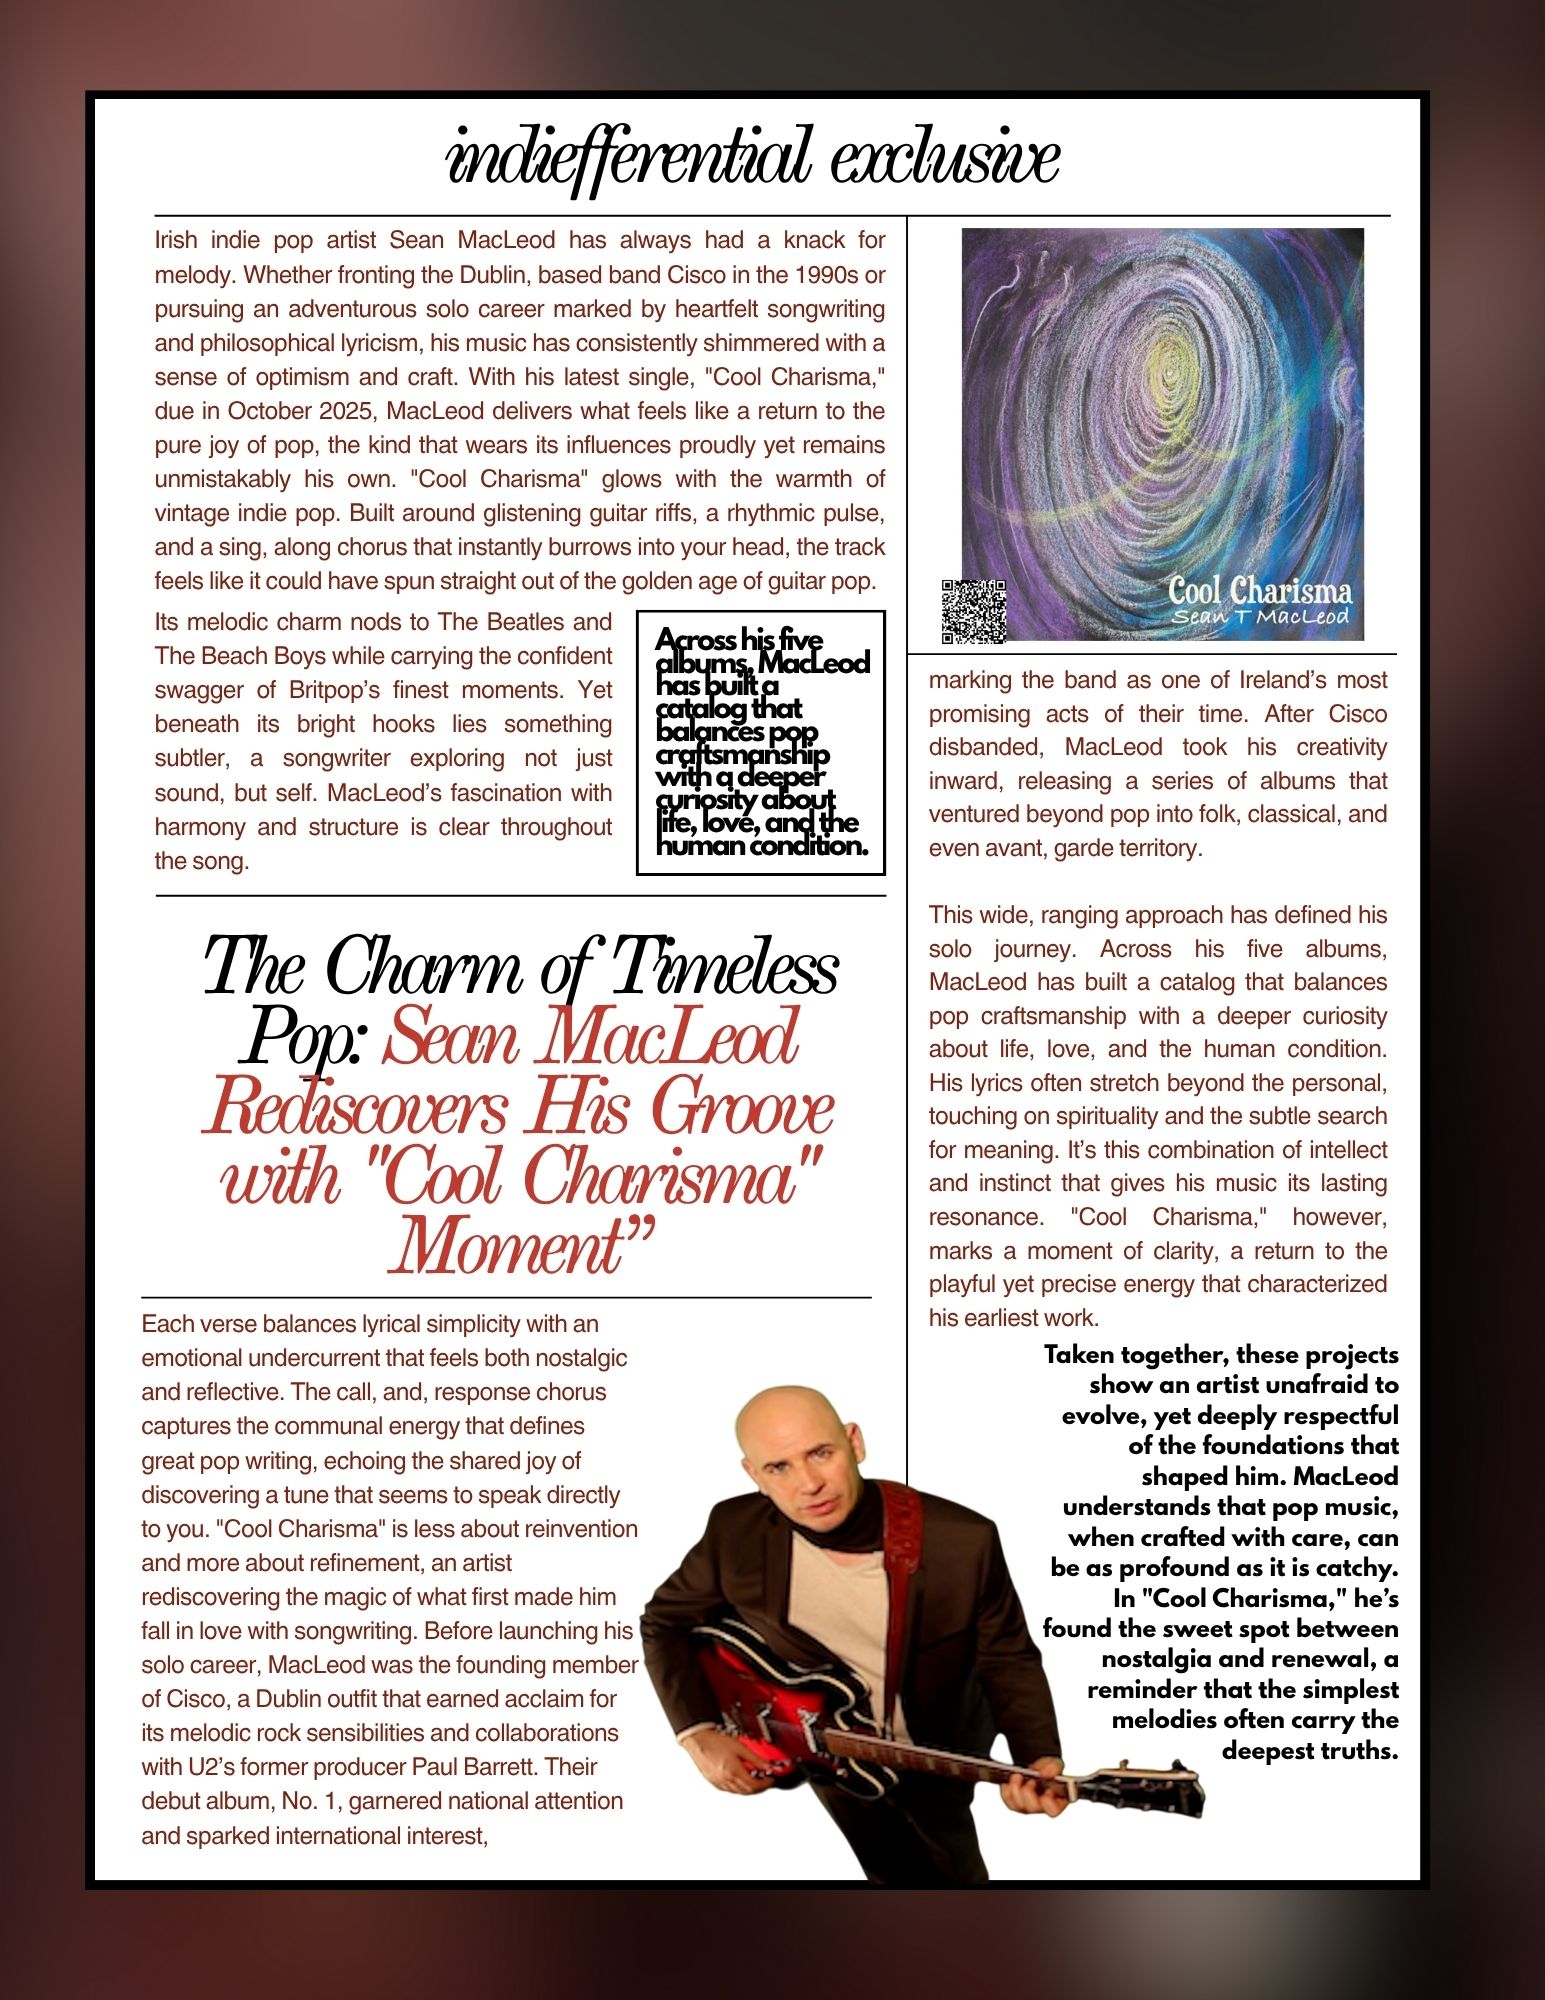 indiefferential exclusive
Irish indie pop artist Sean MacLeod has always had a knack for
melody. Whether fronting the Dublin, based band Cisco in the 1990s or
pursuing an adventurous solo career marked by heartfelt songwriting
and philosophical lyricism, his music has consistently shimmered with a
sense of optimism and craft. With his latest single, "Cool Charisma,"
due in October 2025, MacLeod delivers what feels like a return to the
pure joy of pop, the kind that wears its influences proudly yet remains
unmistakably his own. "Cool Charisma" glows with the warmth of
vintage indie pop. Built around glistening guitar riffs, a rhythmic pulse,
and a sing, along chorus that instantly burrows into your head, the track
feels like it could have spun straight out of the golden age of guitar pop.
Its melodic charm nods to The Beatles and
The Beach Boys while carrying the confident
swagger of Britpop’s finest moments. Yet
beneath its bright hooks lies something
subtler, a songwriter exploring not just
sound, but self. MacLeod’s fascination with
harmony and structure is clear throughout
the song.
Across his five
albums, MacLeod
has built a
catalog that
balances pop
craftsmanship
with a deeper
curiosity about
life, love, and the
human condition.
The Charm of Timeless
Pop: Sean MacLeod
Rediscovers His Groove
with "Cool Charisma"
Moment”
Each verse balances lyrical simplicity with an
emotional undercurrent that feels both nostalgic
and reflective. The call, and, response chorus
captures the communal energy that defines
great pop writing, echoing the shared joy of
discovering a tune that seems to speak directly
to you. "Cool Charisma" is less about reinvention
and more about refinement, an artist
rediscovering the magic of what first made him
fall in love with songwriting. Before launching his
solo career, MacLeod was the founding member
of Cisco, a Dublin outfit that earned acclaim for
its melodic rock sensibilities and collaborations
with U2’s former producer Paul Barrett. Their
debut album, No. 1, garnered national attention
and sparked international interest,
Cool Charisma
Sean T MacLeod
marking the band as one of Ireland’s most
promising acts of their time. After Cisco
disbanded, MacLeod took his creativity
inward, releasing a series of albums that
ventured beyond pop into folk, classical, and
even avant, garde territory.
This wide, ranging approach has defined his
solo journey. Across his five albums,
MacLeod has built a catalog that balances
pop craftsmanship with a deeper curiosity
about life, love, and the human condition.
His lyrics often stretch beyond the personal,
touching on spirituality and the subtle search
for meaning. It’s this combination of intellect
and instinct that gives his music its lasting
resonance. "Cool Charisma," however,
marks a moment of clarity, a return to the
playful yet precise energy that characterized
his earliest work.
Taken together, these projects
show an artist unafraid to
evolve, yet deeply respectful
of the foundations that
shaped him. MacLeod
understands that pop music,
when crafted with care, can
be as profound as it is catchy.
In "Cool Charisma," he’s
found the sweet spot between
nostalgia and renewal, a
reminder that the simplest
melodies often carry the
deepest truths.